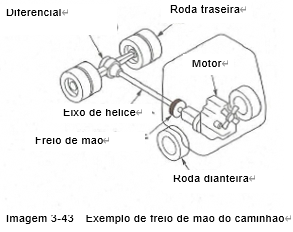 Diferencial
Roda traseira
Motor
Eixo de hélice
Freio de mão
Roda dianteira
Imagem 3-43 Exemplo de freio de mão do caminhão